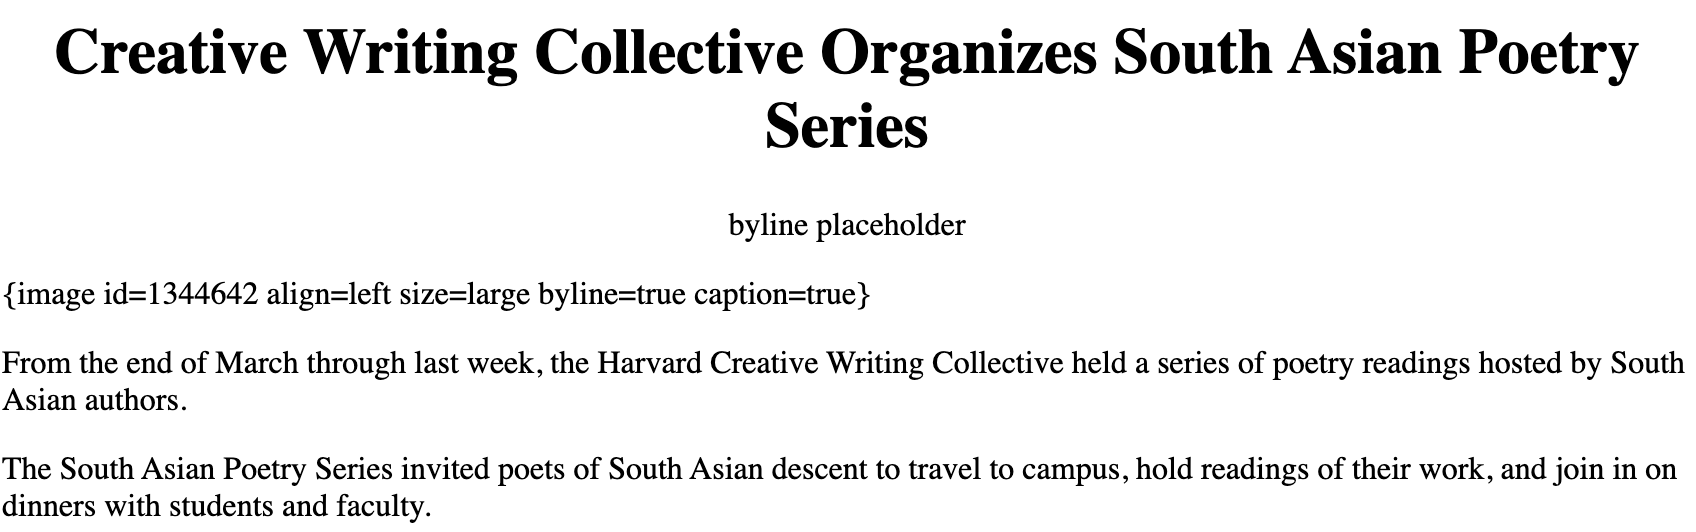 Creative Writing Collective Organizes South Asian Poetry
Series
byline placeholder
{image id=1344642 align=left size=large byline=true caption=true}
From the end of March through last week, the Harvard Creative Writing Collective held a series of poetry readings hosted by South
Asian authors.
The South Asian Poetry Series invited poets of South Asian descent to travel to campus, hold readings of their work, and join in on
dinners with students and faculty.